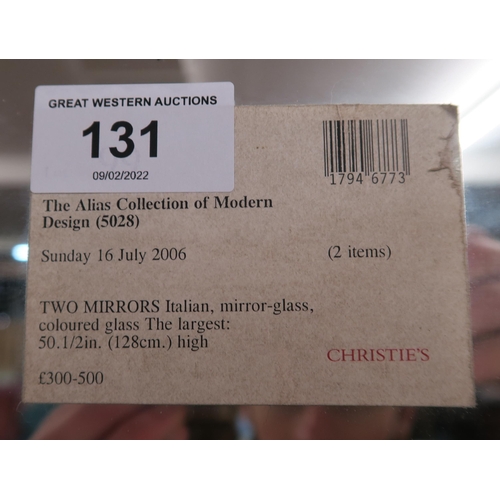 GREAT WESTERN AUCTIONS
131
09/02/2022
1794 6773
The Alias Collection of Modern
Design (5028)
Sunday 16 July 2006 (2 items)
TWO MIRRORS Italian, mirror-glass,
coloured glass The largest:
50.1/2in. (128cm.) high
CHRISTIE'S
£300-500